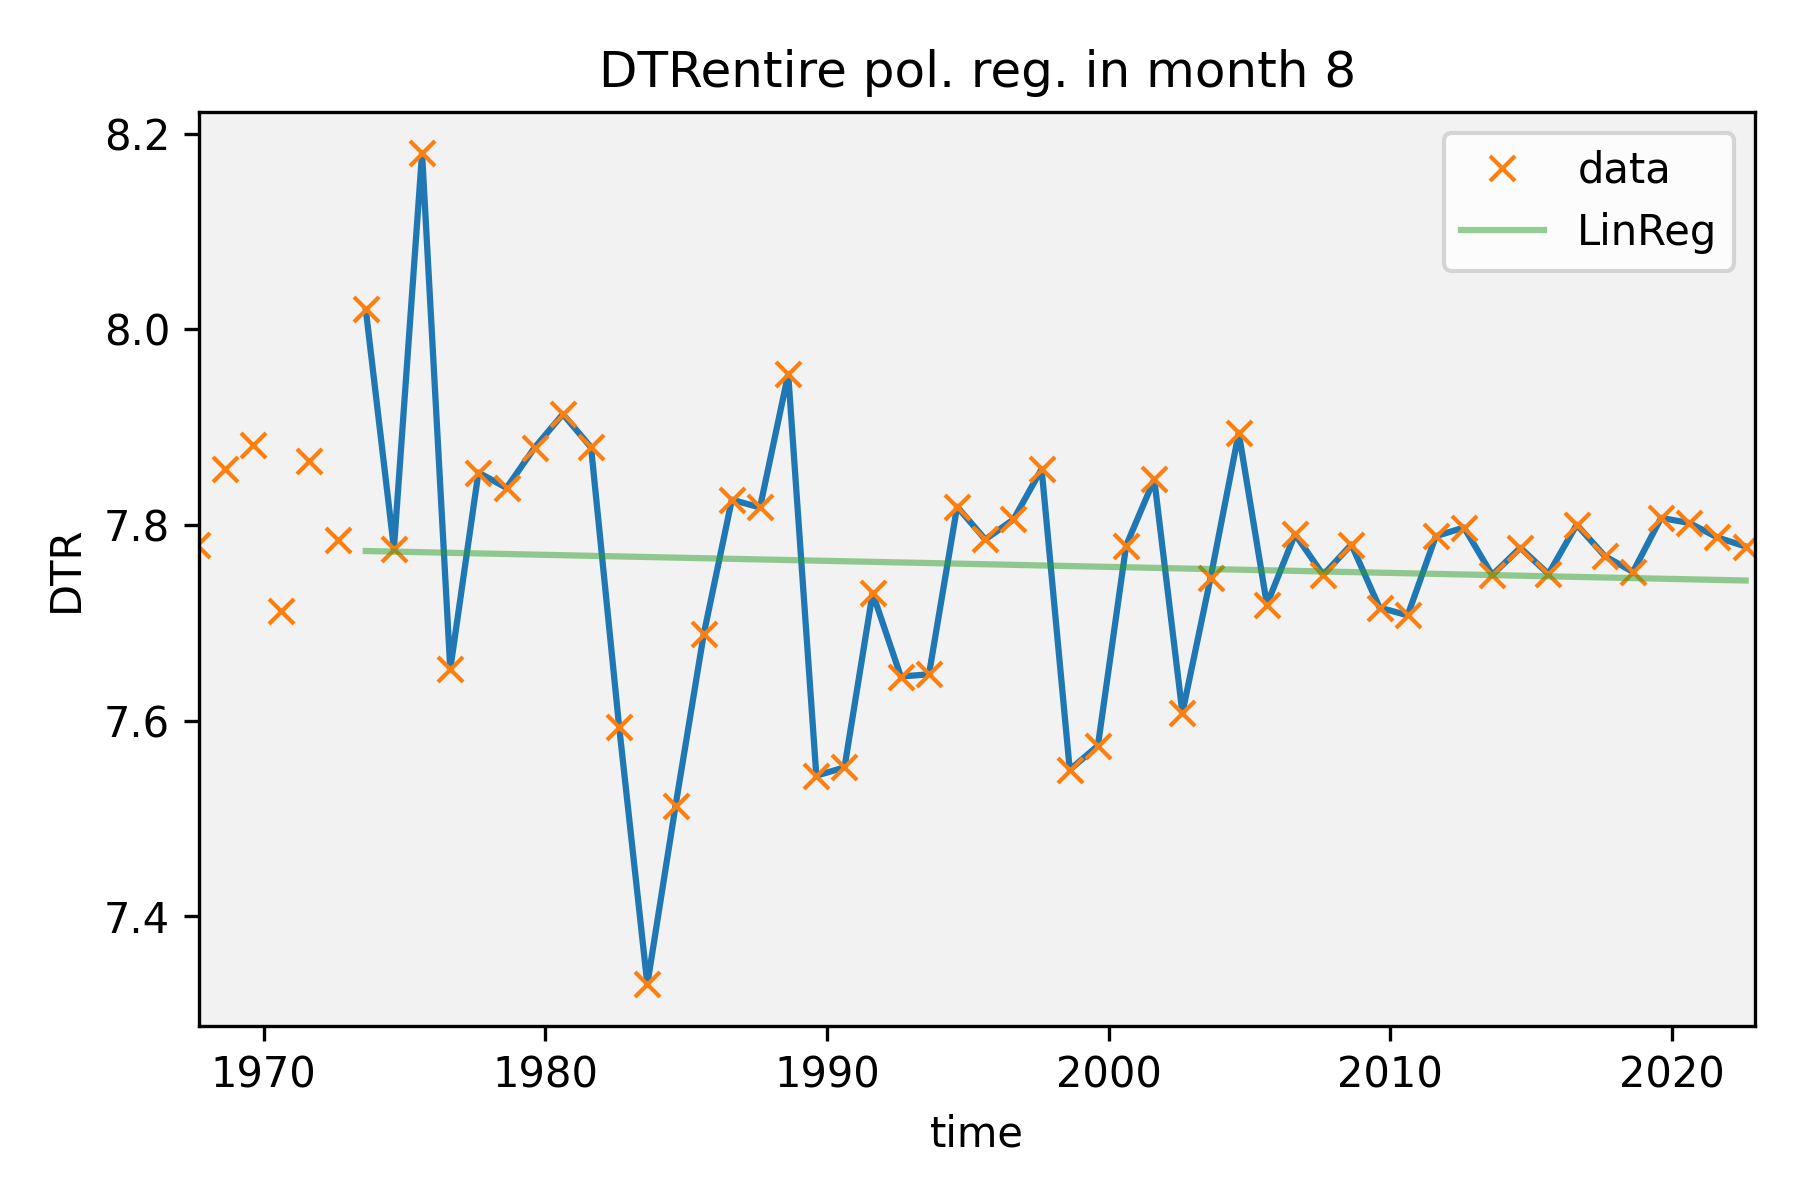 DTRentire pol. reg. in month 8
8.2
8.0
7.8
7.6
7.4
DTR
data
LinReg
1970 1980 1990 2000 2010 2020
time